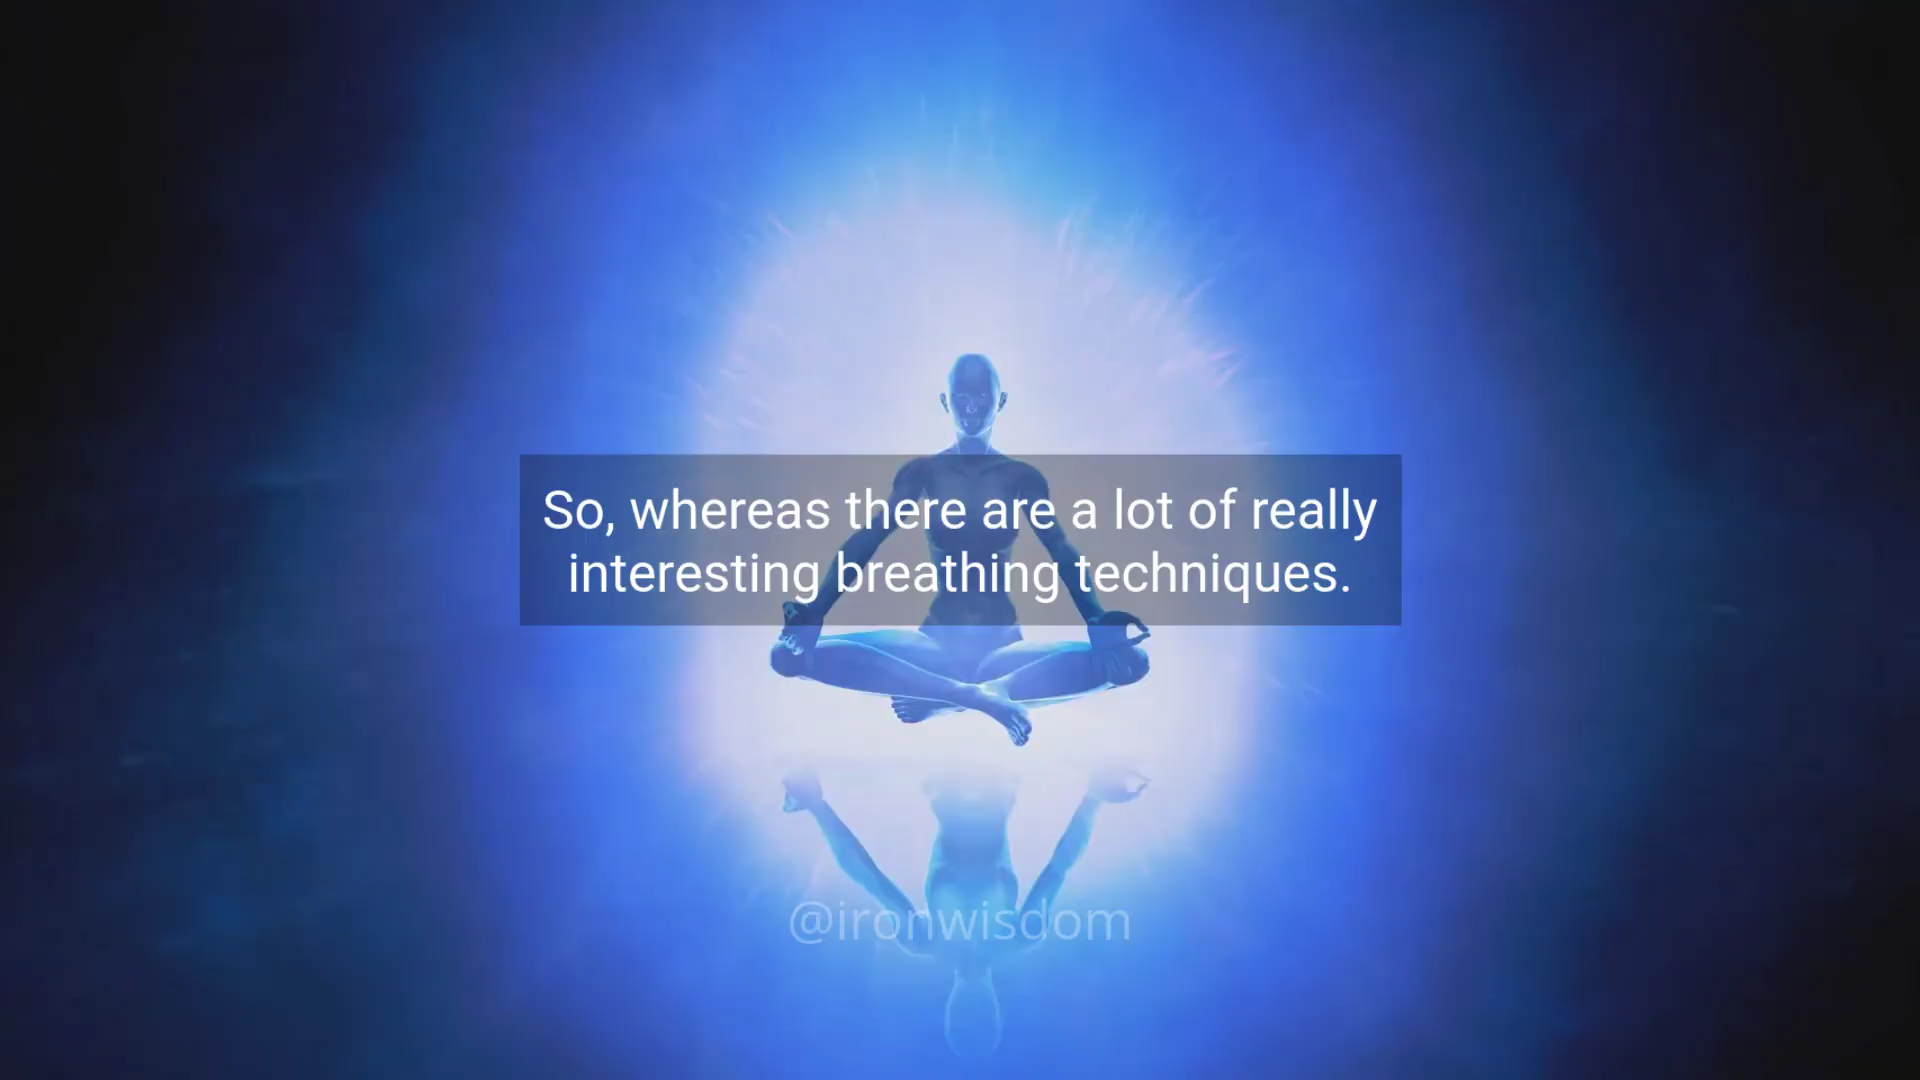 So, whereas there are a lot of really
interesting breathing techniques.
@ironwisdom